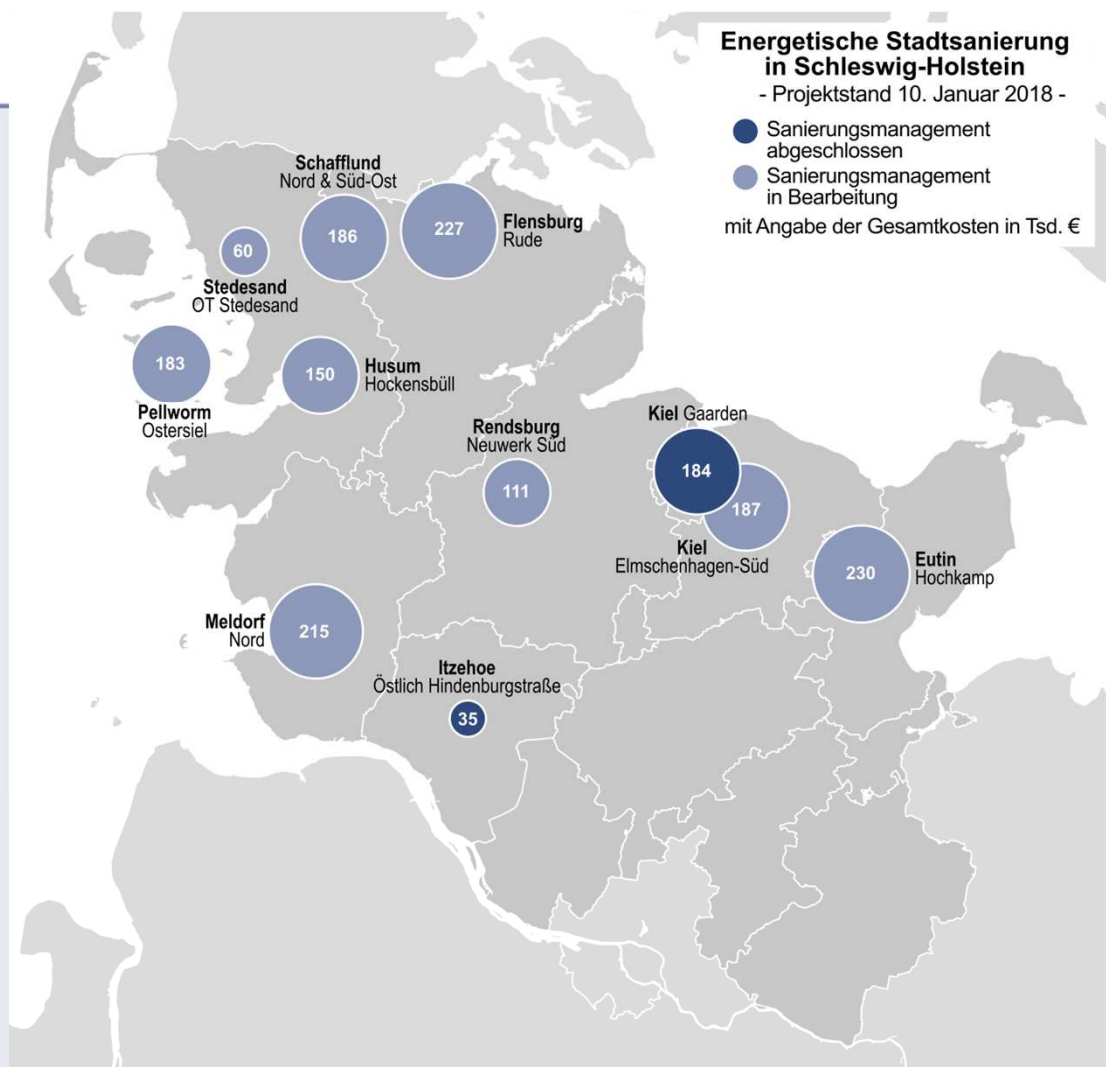 Energetische Stadtsanierung
in Schleswig-Holstein
- Projektstand 10. Januar 2018 -
Sanierungsmanagement
abgeschlossen
Sanierungsmanagement
in Bearbeitung
mit Angabe der Gesamtkosten in Tsd. €
Schafflund
Nord & Süd-Ost
186
227
Flensburg
Rude
60
Stedesand
OT Stedesand
183
Pellworm
Ostersiel
150
Husum
Hockensbüll
Rendsburg
Neuwerk Süd
111
Kiel Gaarden
184
187
Kiel
Elmschenhagen-Süd
230
Eutin
Hochkamp
Meldorf
Nord
215
Itzehoe
Östlich Hindenburgstraße
35